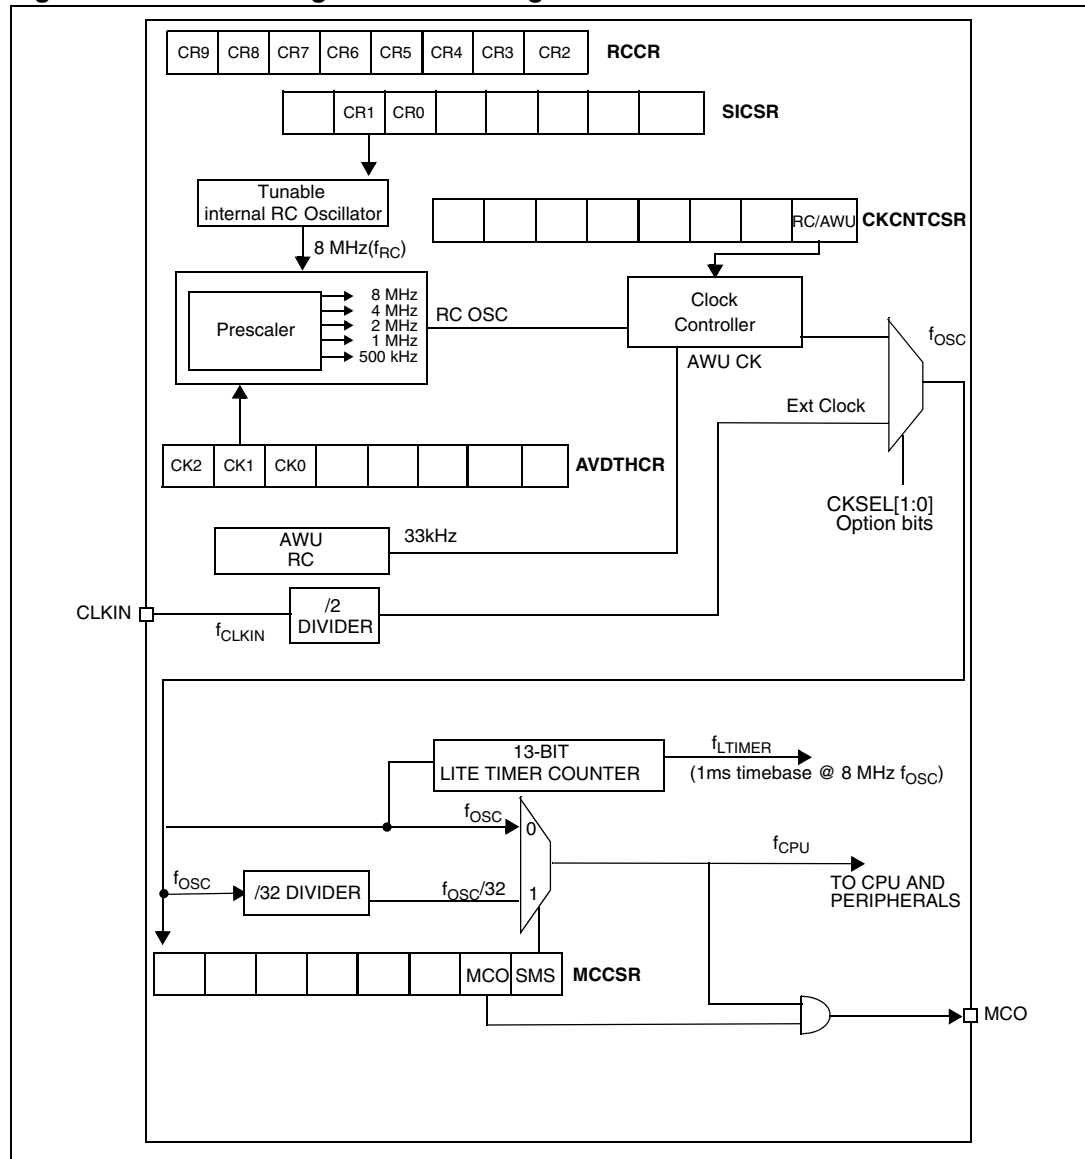 CR9 CR8 CR7 CR6 CR5 CR4 CR3 CR2 RCCR
CR1 CR0 SICSR
Tunable
internal RC Oscillator
RC/AWU CKCNTCSR
8 MHz(fRC)
Prescaler
8 MHz
4 MHz
2 MHz
1 MHz
500 kHz
RC OSC
Clock
Controller
fOSC
AWU CK
Ext Clock
CK2 CK1 CK0 AVDTHCR
CKSEL[1:0]
Option bits
AWU
RC
33kHz
CLKIN
fCLKIN
/2
DIVIDER
13-BIT
LITE TIMER COUNTER
fLTIMER
(1ms timebase @ 8 MHz fOSC)
fOSC
0
fCPU
TO CPU AND
PERIPHERALS
fOSC
/32 DIVIDER
fOSC/32
1
MCO SMS MCCSR
MCO